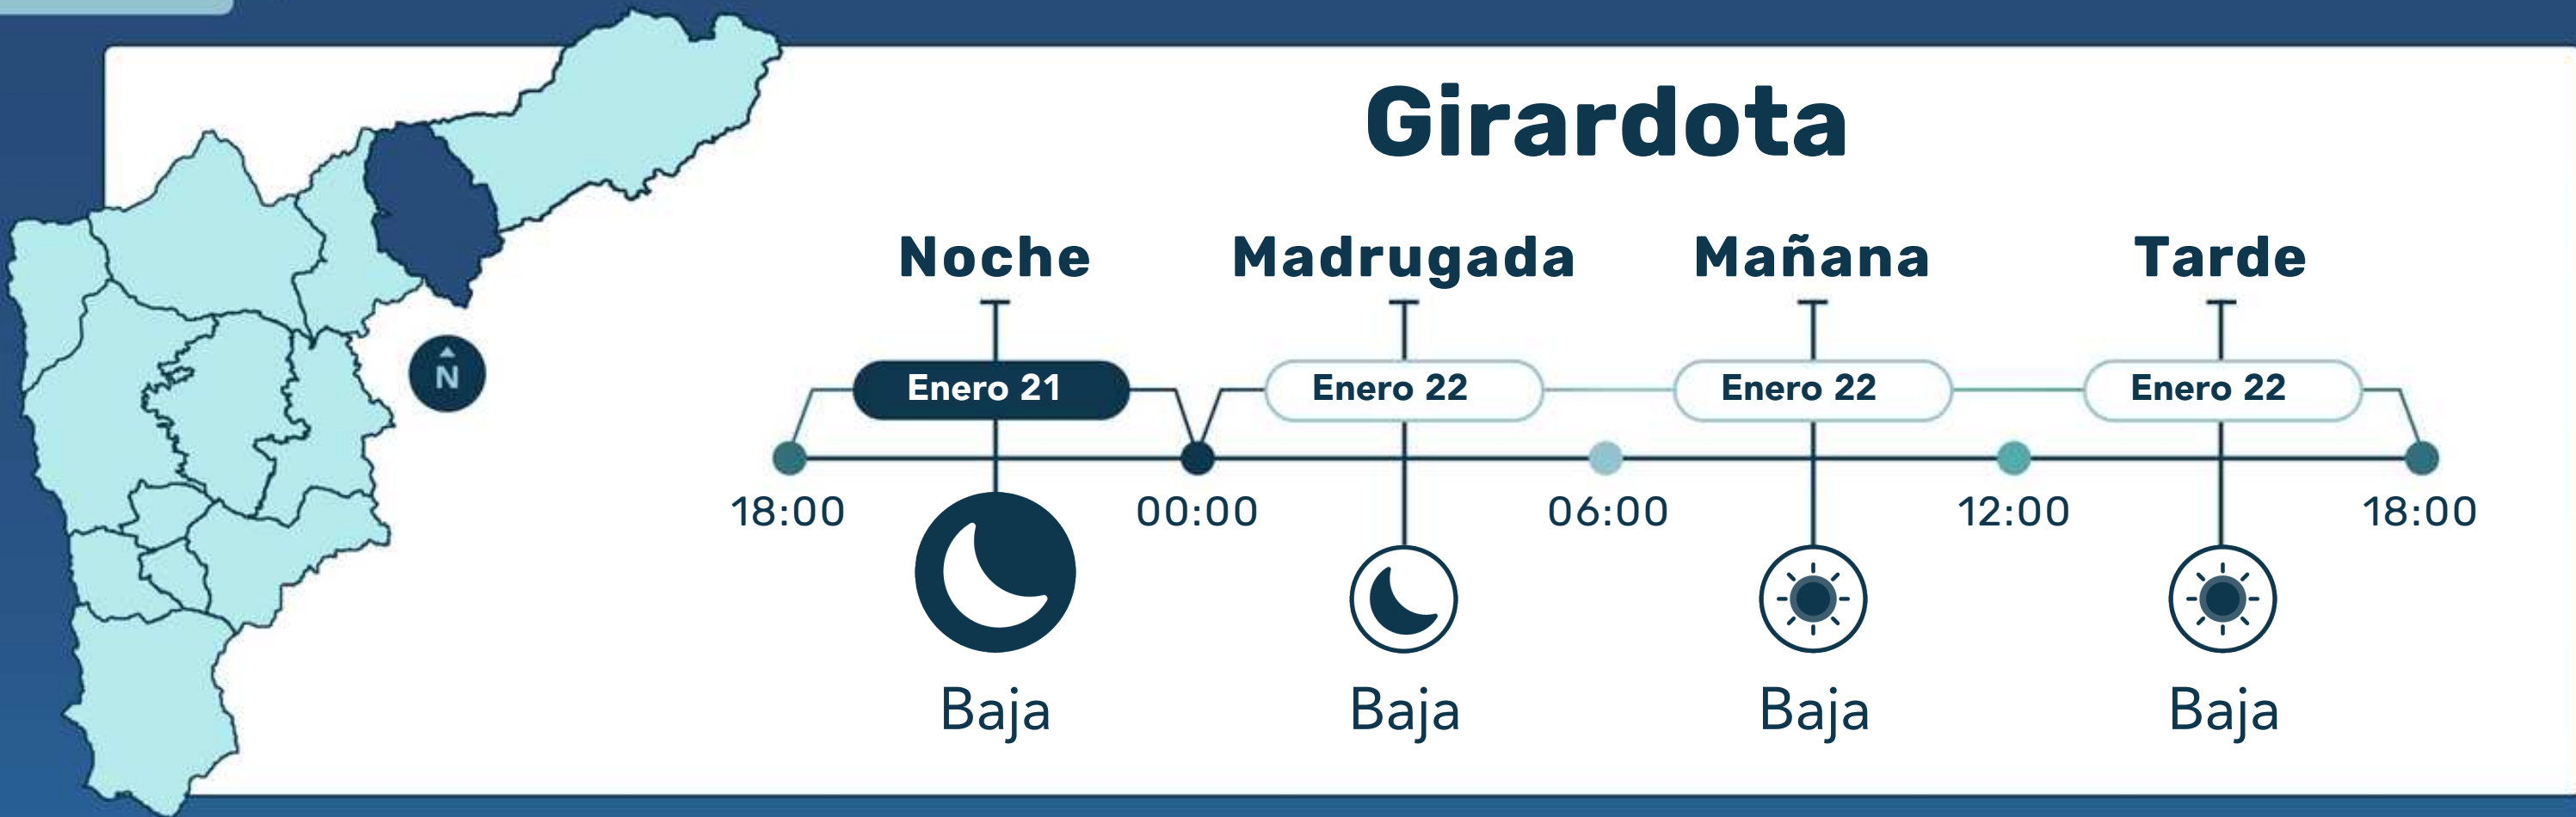 Girardota
Noche Madrugada Mañana Tarde
Enero 21 Enero 22 Enero 22 Enero 22
N
18:00 00:00 06:00 12:00 18:00
Baja Baja Baja Baja